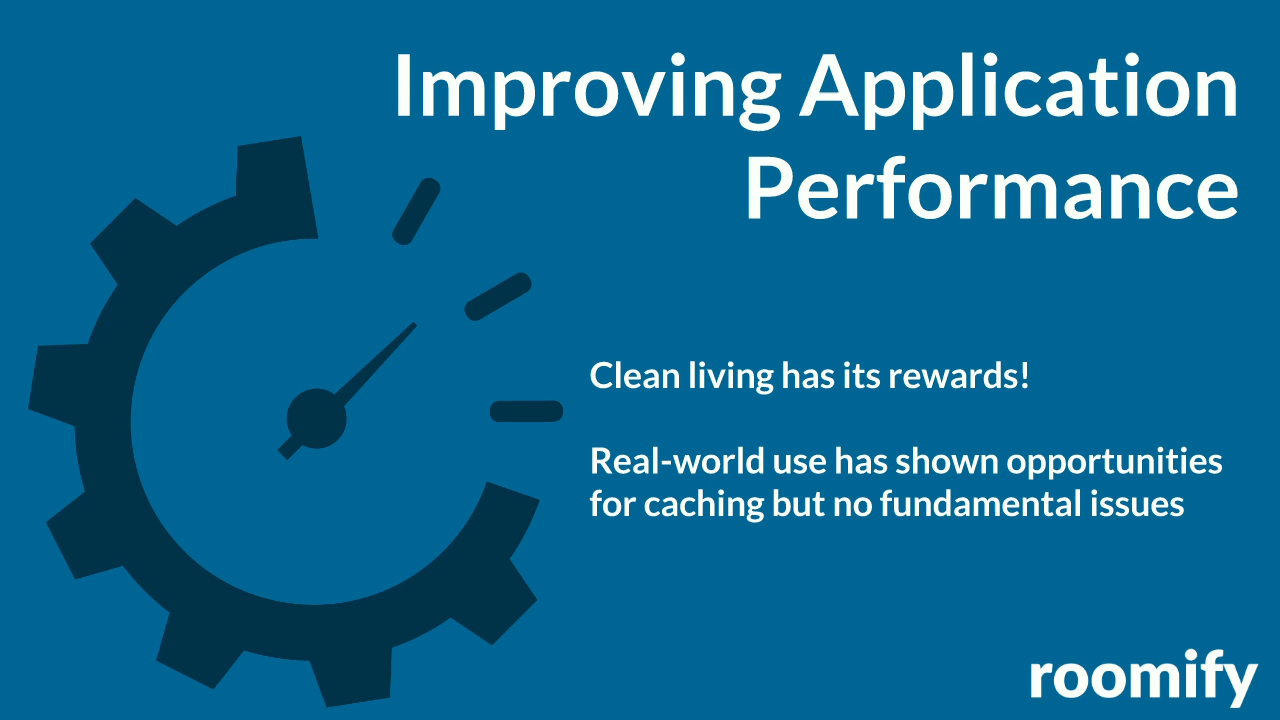 Improving Application
Performance
Clean living has its rewards!
Real-world use has shown opportunities
for caching but no fundamental issues
roomify